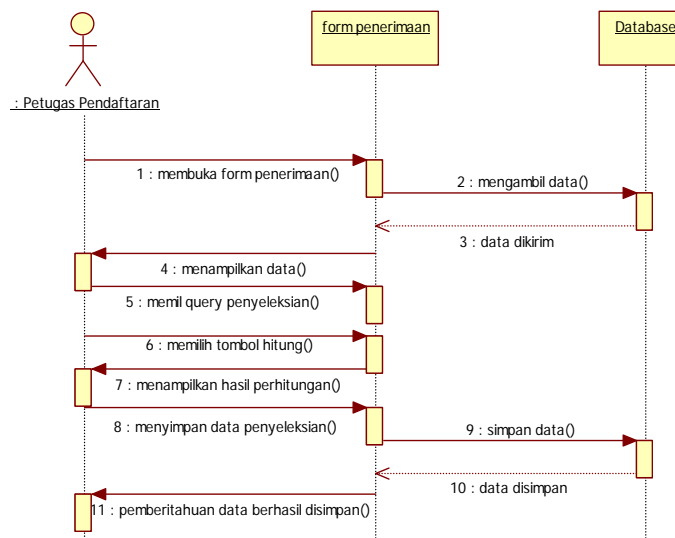 form penerimaan
Database
: Petugas Pendaftaran
1 : membuka form penerimaan()
2 : mengambil data()
3 : data dikirim
4 : menampilkan data()
5 : memil query penyeleksian()
6 : memilih tombol hitung()
7 : menampilkan hasil perhitungan()
8 : menyimpan data penyeleksian()
9 : simpan data()
10 : data disimpan
11 : pemberitahuan data berhasil disimpan()